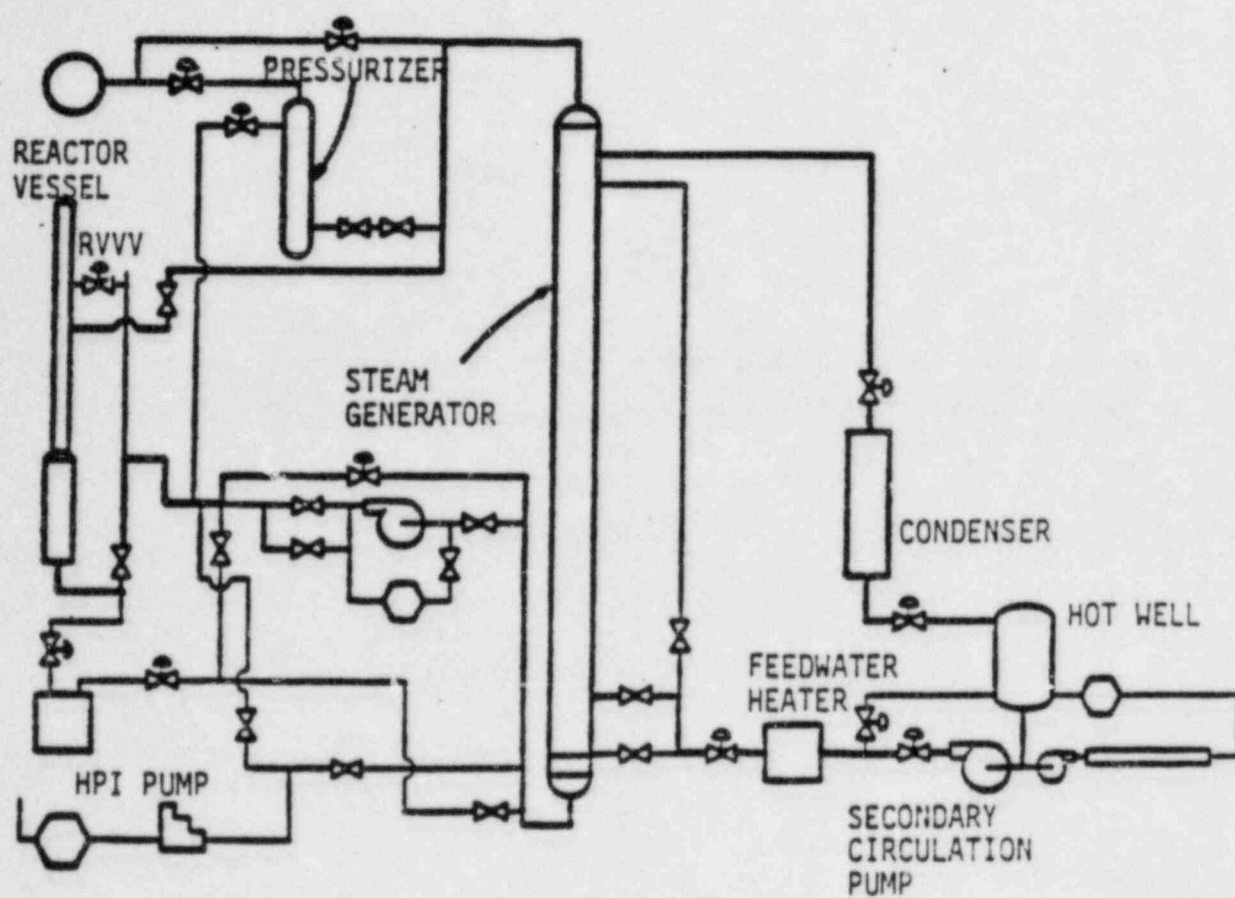 PRESSURIZER
REACTOR
VESSEL
RVVV
STEAM
GENERATOR
CONDENSER
HOT WELL
FEEDWATER
HEATER
HPI PUMP
SECONDARY
CIRCULATION
PUMP